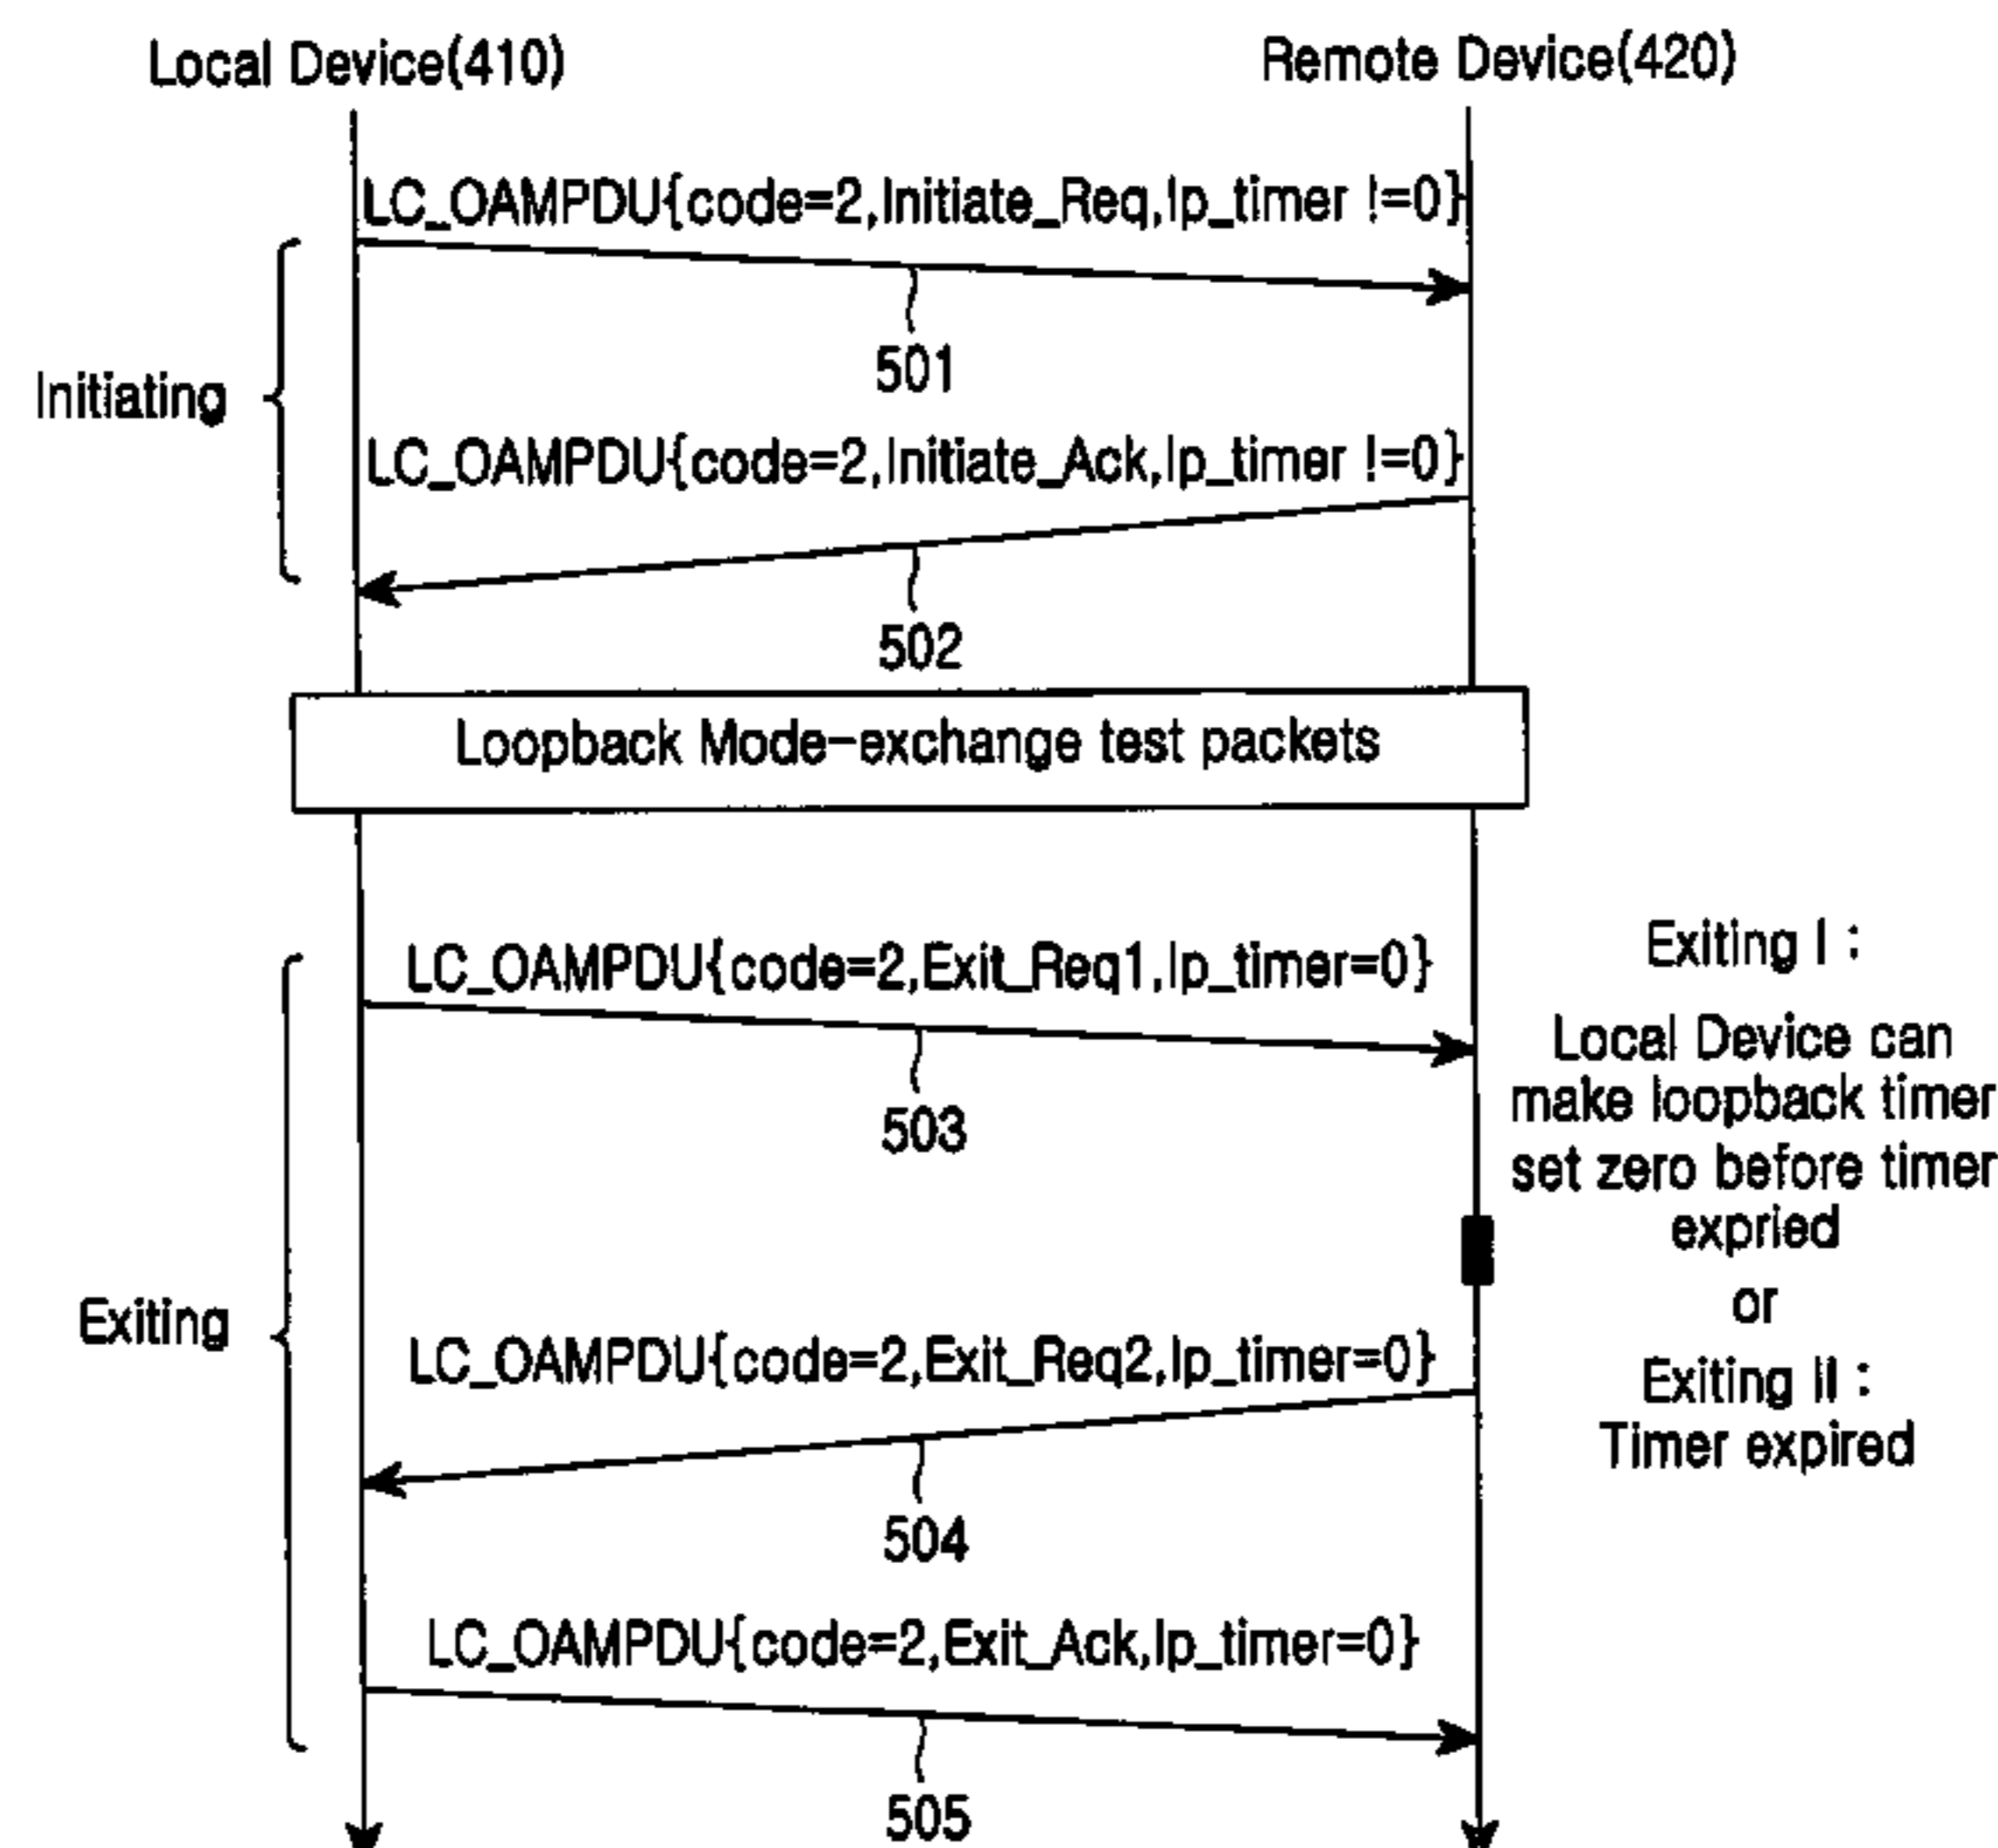 Local Device(410)
Remote Device(420)
LC_OAMPDU{code=2,Initiate_Req,lp_timer !=0}
501
Initiating
LC_OAMPDU{code=2,Initiate_Ack,lp_timer !=0}
502
Loopback Mode-exchange test packets
LC_OAMPDU{code=2,Exit_Req1,lp_timer=0}
503
Exiting I :
Local Device can
make loopback timer
set zero before timer
expried
or
Exiting II :
Timer expired
Exiting
LC_OAMPDU{code=2,Exit_Req2,lp_timer=0}
504
LC_OAMPDU{code=2,Exit_Ack,lp_timer=0}
505